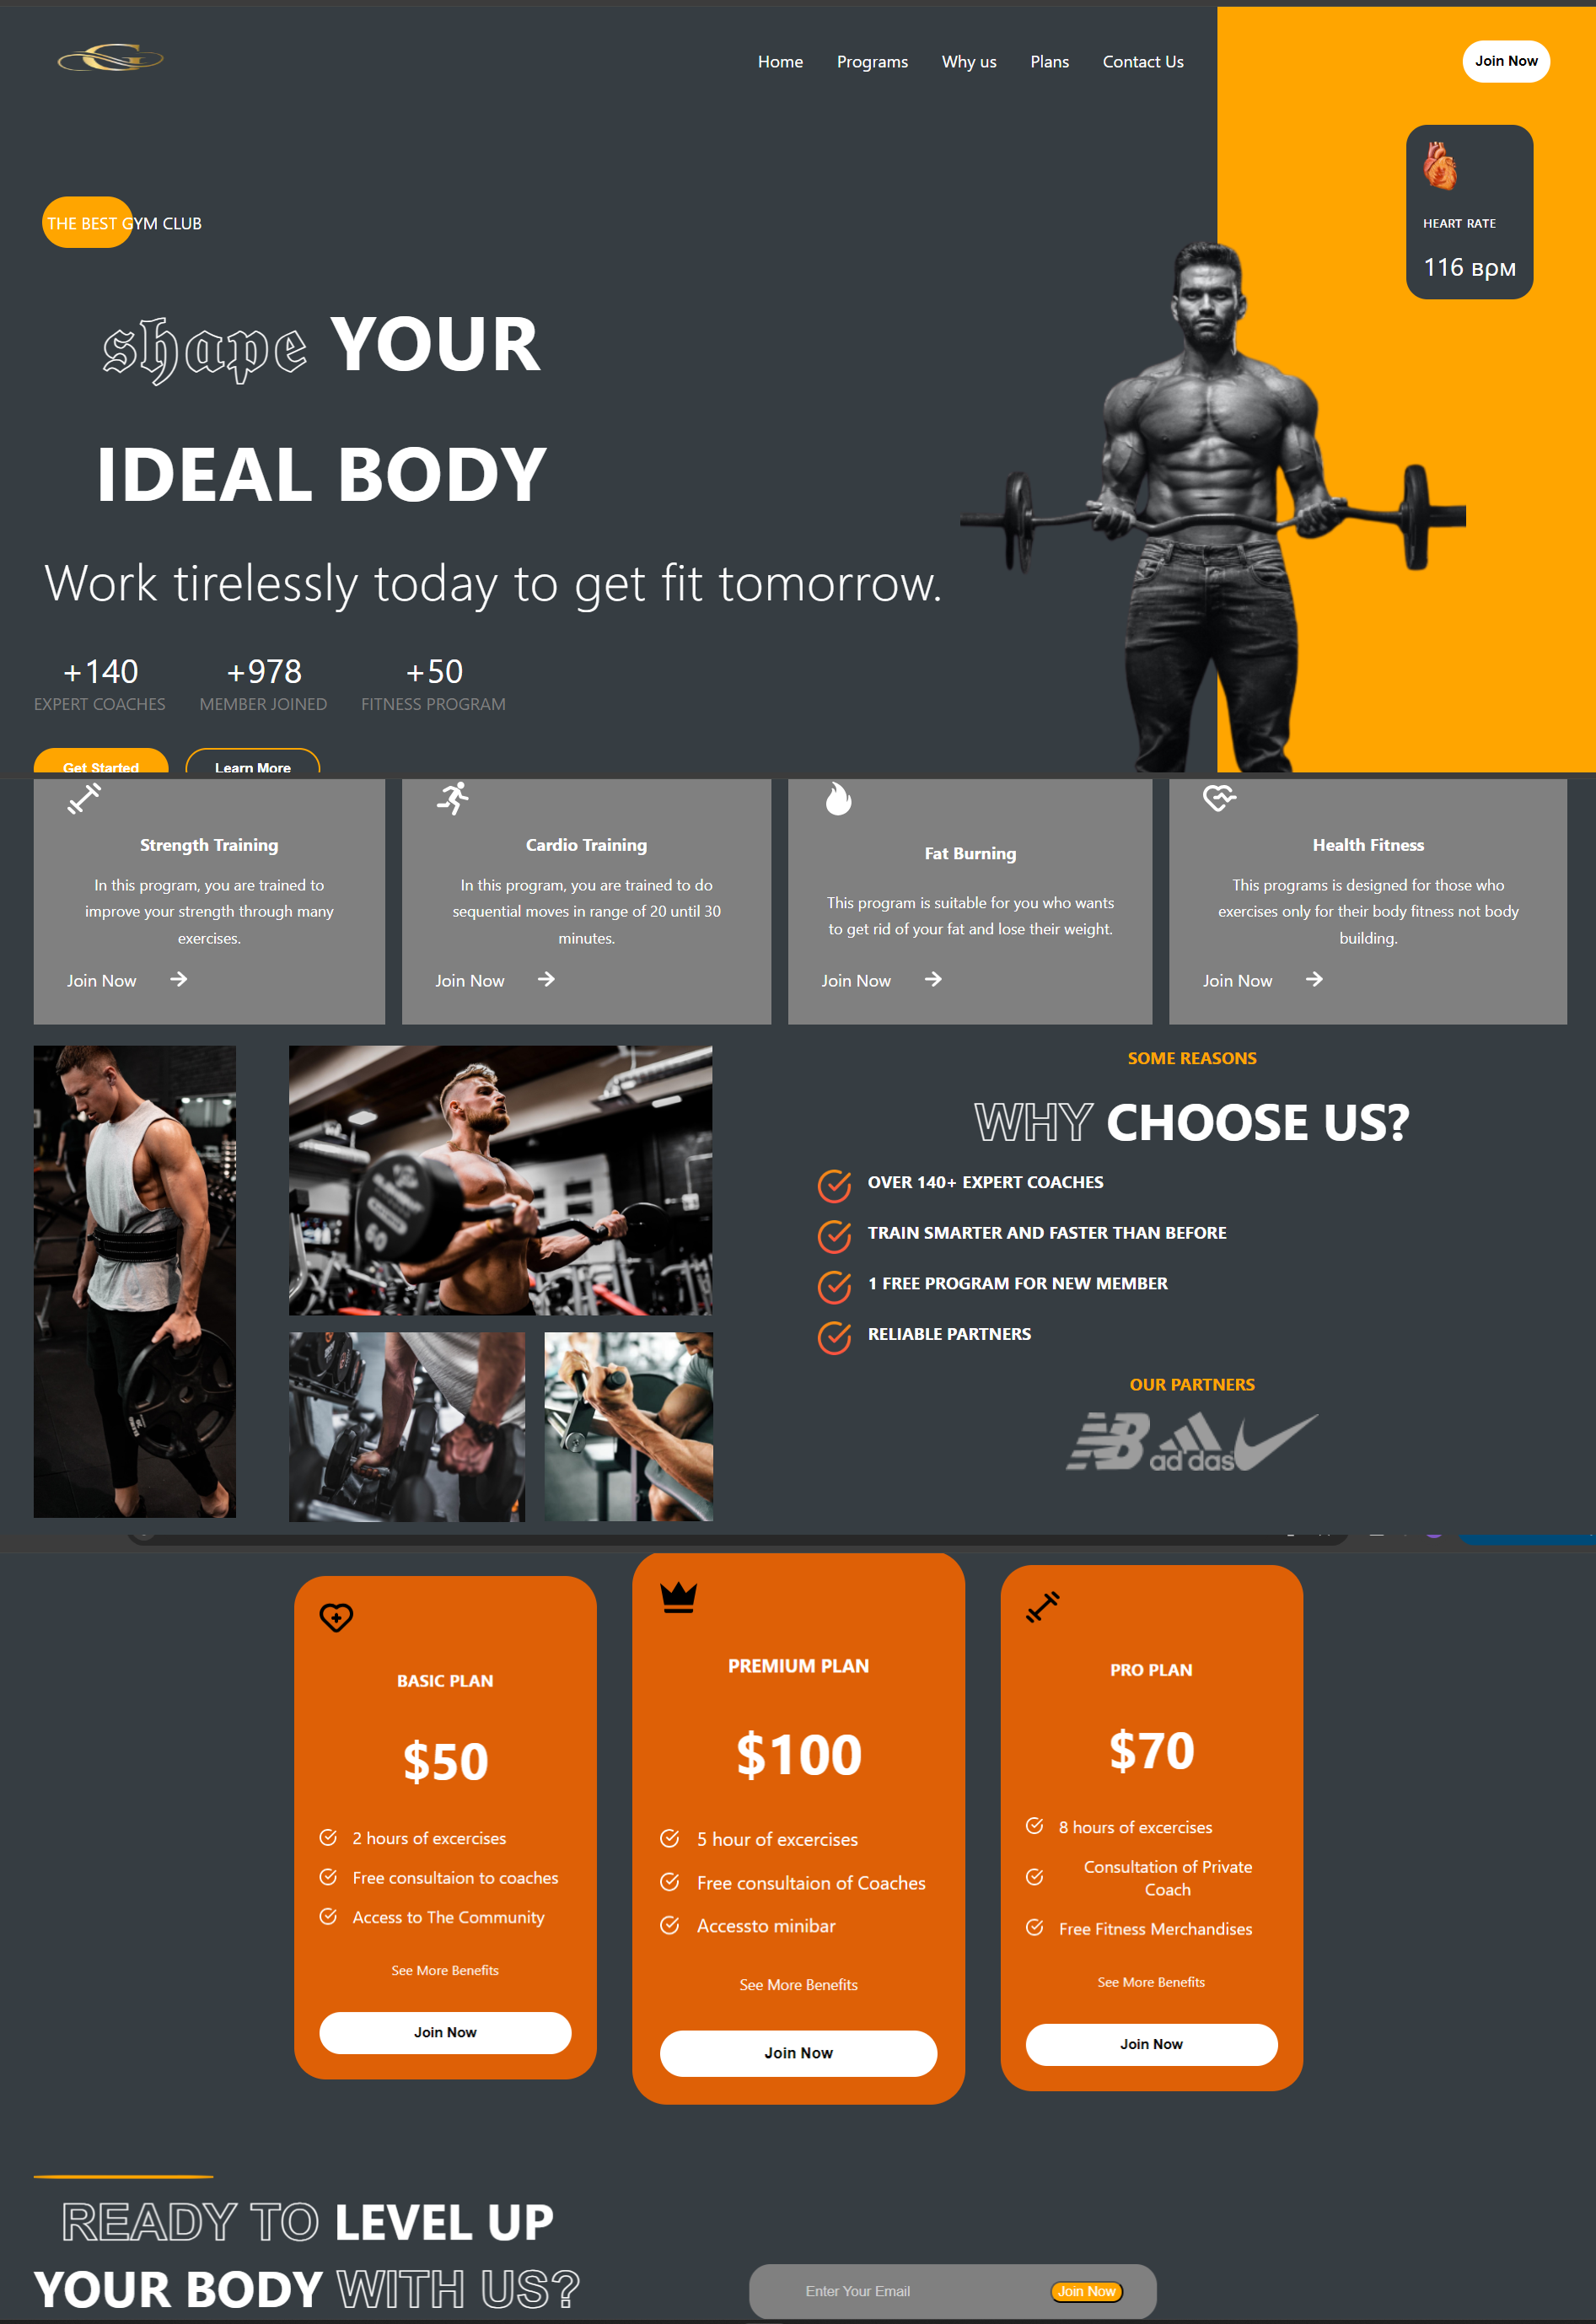 Home Programs Why us Plans Contact Us Join Now
HEART RATE
116 BPM
THE BEST GYM CLUB
shape YOUR
IDEAL BODY
Work tirelessly today to get fit tomorrow.
+140 +978 +50
EXPERT COACHES MEMBER JOINED FITNESS PROGRAM
Get Started Learn More
Strength Training
In this program, you are trained to
improve your strength through many
exercises.
Join Now
Cardio Training
In this program, you are trained to do
sequential moves in range of 20 until 30
minutes.
Join Now
Fat Burning
This program is suitable for you who wants
to get rid of your fat and lose their weight.
Join Now
Health Fitness
This programs is designed for those who
exercises only for their body fitness not body
building.
Join Now
SOME REASONS
WHY CHOOSE US?
OVER 140+ EXPERT COACHES
TRAIN SMARTER AND FASTER THAN BEFORE
1 FREE PROGRAM FOR NEW MEMBER
RELIABLE PARTNERS
OUR PARTNERS
NB adidas
BASIC PLAN
$50
2 hours of excercises
Free consultaion to coaches
Access to The Community
See More Benefits
Join Now
PREMIUM PLAN
$100
5 hour of excercises
Free consultaion of Coaches
Accessto minibar
See More Benefits
Join Now
PRO PLAN
$70
8 hours of excercises
Consultation of Private
Coach
Free Fitness Merchandises
See More Benefits
Join Now
READY TO LEVEL UP
YOUR BODY WITH US?
Enter Your Email Join Now